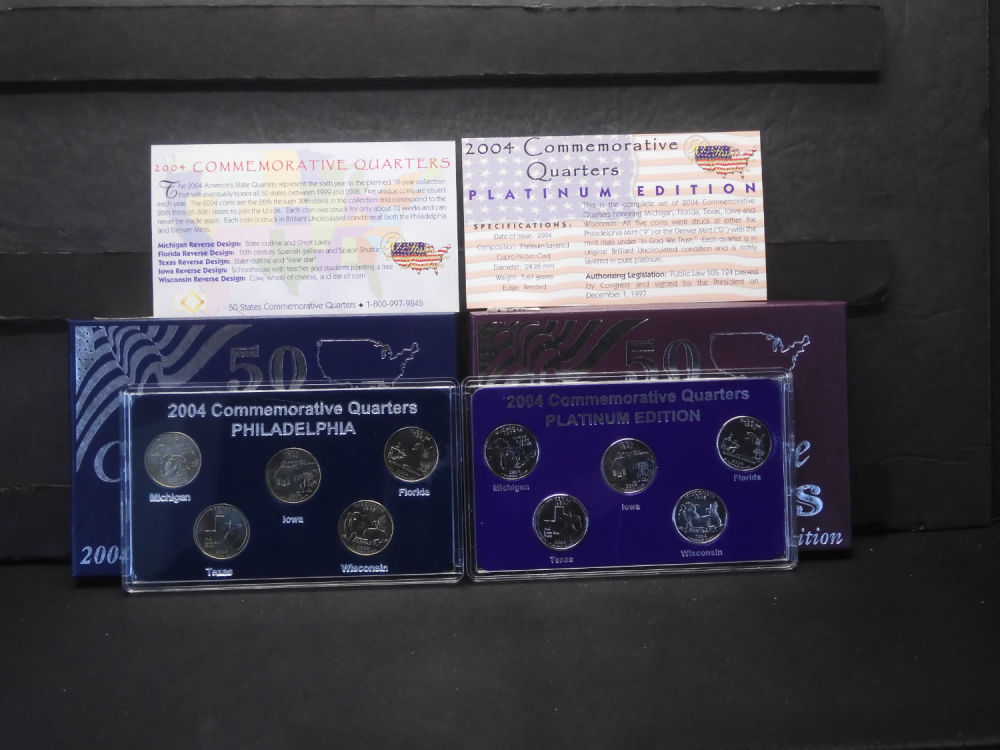 2004 COMMEMORATIVE QUARTERS
The 2004 America's State Quarters represent the sixth year in the planned 10-year collection
that will eventually honor all 50 states between 1999 and 2008. Five unique coins are issued
each year. The 2004 coins are the 26th through 30th coins in the collection and correspond to the
26th thru 30th states to join the Union. Each coin was struck for only about 10 weeks and can
never be made again. Each coin is struck in Brilliant Uncirculated condition at both the Philadelphia
and Denver Mints.
Michigan Reverse Design: State outline and Great Lakes
Florida Reverse Design: 16th century Spanish galleon and Space Shuttle
Texas Reverse Design: State outline and "lone star"
Iowa Reverse Design: Schoolhouse with teacher and students planting a tree
Wisconsin Reverse Design: Cow, wheel of cheese, and ear of corn
50 States Commemorative Quarters ♦ 1-800-997-9845
2004 Commemorative
Quarters
PLATINUM EDITION
SPECIFICATIONS:
Date of Issue: 2004
Composition: Platinum Layered
Cupro-Nickel Clad
Diameter: 24.26 mm
Weight: 5.67 grams
Edge: Reeded
This is the complete set of 2004 Commemorative
Quarters honoring Michigan, Florida, Texas, Iowa and
Wisconsin. All five coins were struck at either the
Philadelphia Mint ("P") or the Denver Mint ("D") with the
mint mark under "In God We Trust." Each quarter is in
original Brilliant Uncirculated condition and is richly
layered in pure platinum.
Authorizing Legislation: Public Law 105-124 passed
by Congress and signed by the President on
December 1, 1997
50
50
2004 Commemorative Quarters
PHILADELPHIA
Michigan
Iowa
Florida
Texas
Wisconsin
2004 Commemorative Quarters
PLATINUM EDITION
Michigan
Iowa
Florida
Texas
Wisconsin
2004
ition